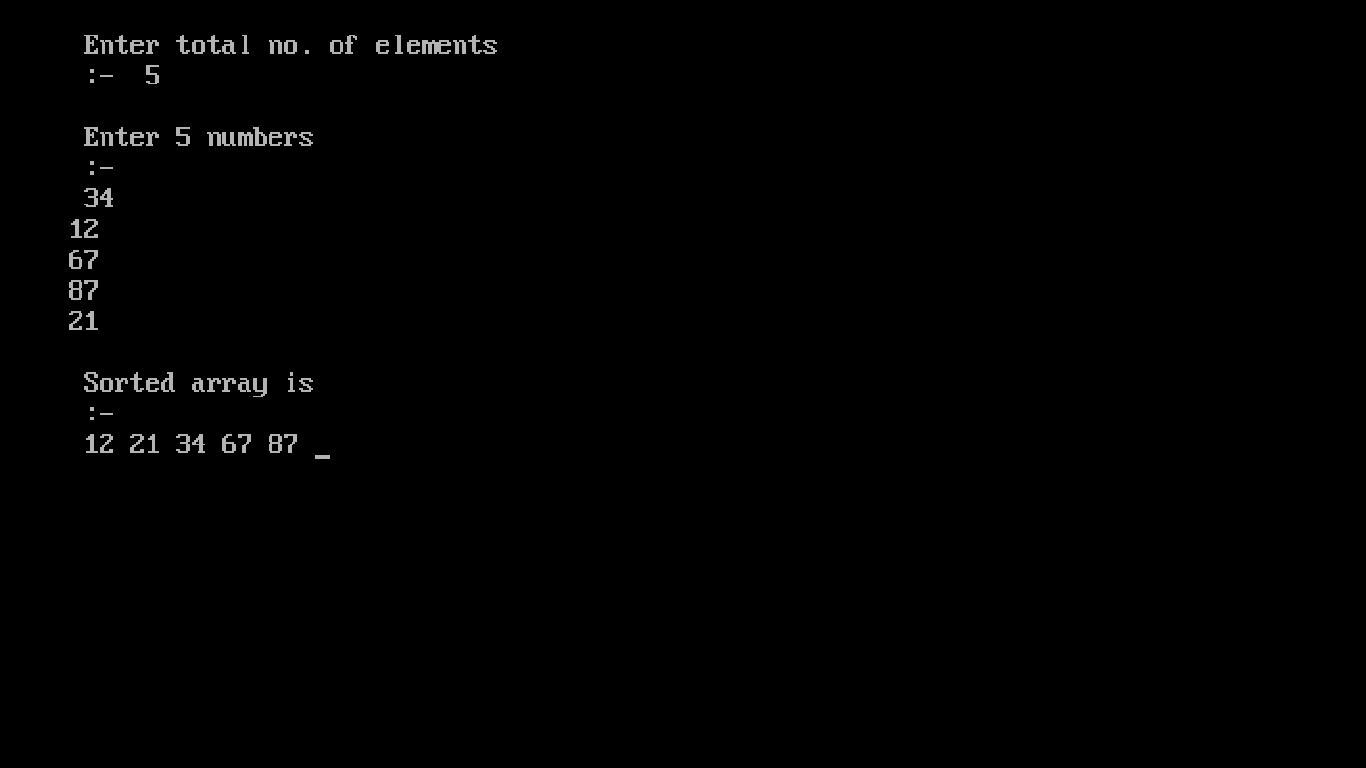 Enter total no. of elements
:-  5
Enter 5 numbers
:-
34
12
67
87
21
Sorted array is
:-
12 21 34 67 87 _